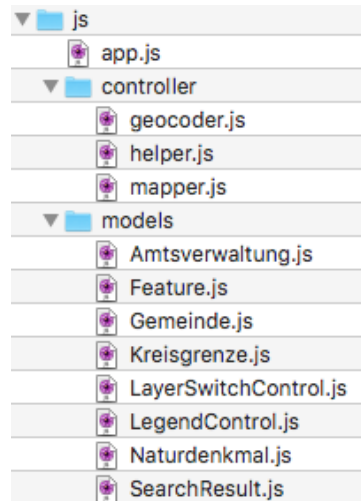 js
app.js
controller
geocoder.js
helper.js
mapper.js
models
Amtsverwaltung.js
Feature.js
Gemeinde.js
Kreisgrenze.js
LayerSwitchControl.js
LegendControl.js
Naturdenkmal.js
SearchResult.js